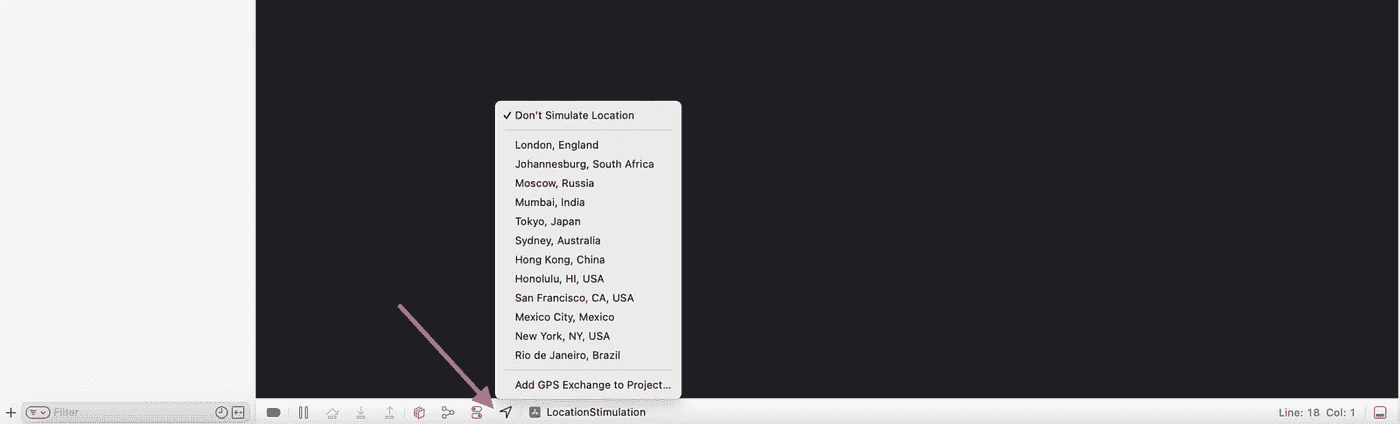 ✓ Don't Simulate Location
London, England
Johannesburg, South Africa
Moscow, Russia
Mumbai, India
Tokyo, Japan
Sydney, Australia
Hong Kong, China
Honolulu, HI, USA
San Francisco, CA, USA
Mexico City, Mexico
New York, NY, USA
Rio de Janeiro, Brazil
Add GPS Exchange to Project...
Filter
LocationStimulation
Line: 18 Col: 1